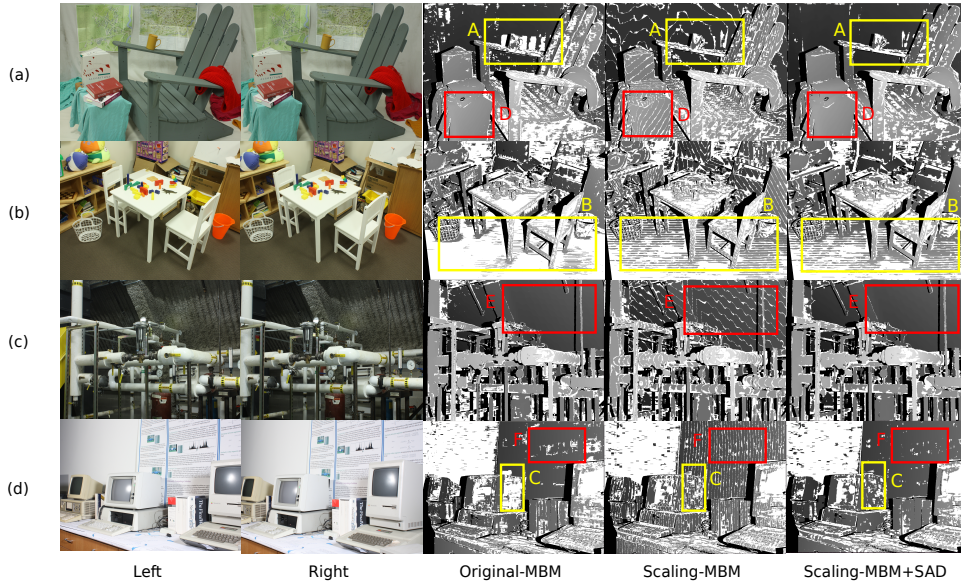 (a)
A
A
A
D
D
D
(b)
B
B
B
(c)
E
E
E
(d)
F
F
F
C
C
C
Left
Right
Original-MBM
Scaling-MBM
Scaling-MBM+SAD